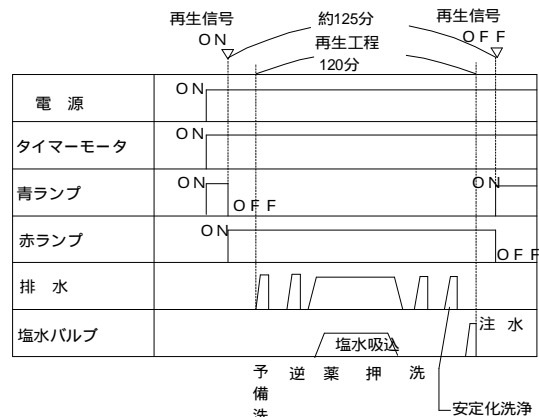 再生信号
ON
約125分
再生信号
OFF
再生工程
120分
電 源
ON
タイマーモータ
ON
青ランプ
ON
OFF
ON
赤ランプ
ON
OFF
排 水
塩水バルブ
塩水吸込
注 水
予備洗
逆 薬 押 洗
安定化洗浄